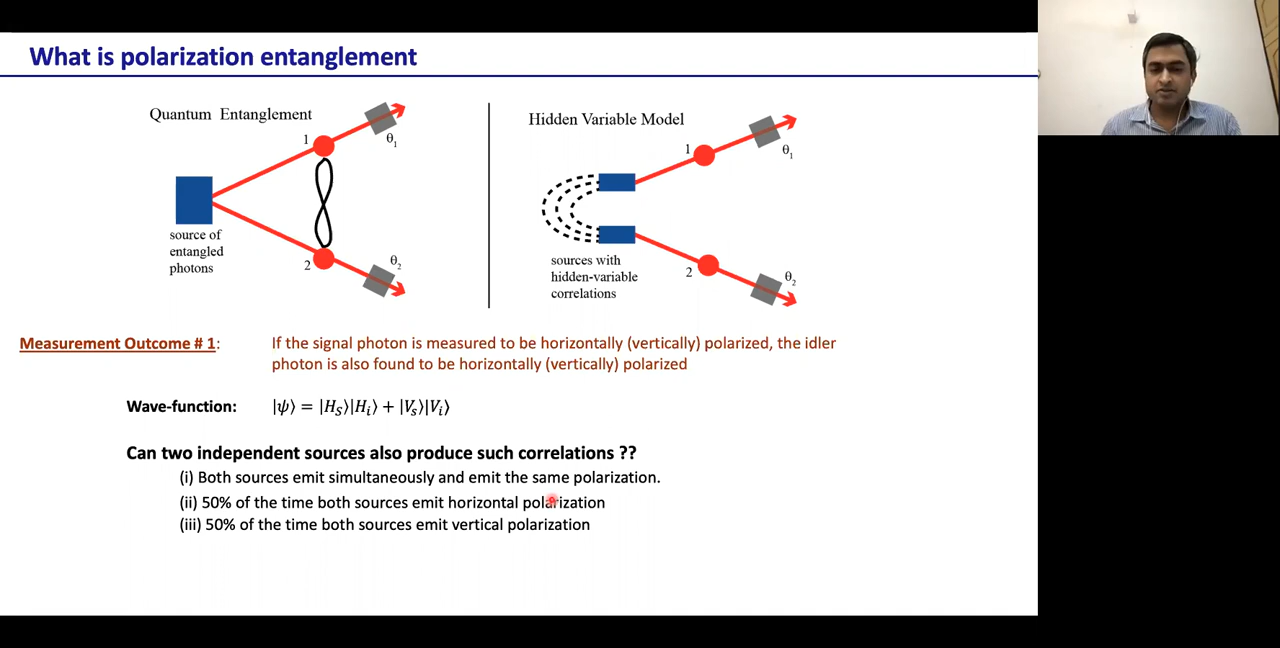 What is polarization entanglement
Quantum Entanglement
1
θ1
source of
entangled
photons
2
θ2
Hidden Variable Model
1
θ1
sources with
hidden-variable
correlations
2
θ2
Measurement Outcome # 1: If the signal photon is measured to be horizontally (vertically) polarized, the idler
photon is also found to be horizontally (vertically) polarized
Wave-function: |ψ⟩ = |H_S⟩|H_i⟩ + |V_s⟩|V_i⟩
Can two independent sources also produce such correlations ??
(i) Both sources emit simultaneously and emit the same polarization.
(ii) 50% of the time both sources emit horizontal polarization
(iii) 50% of the time both sources emit vertical polarization